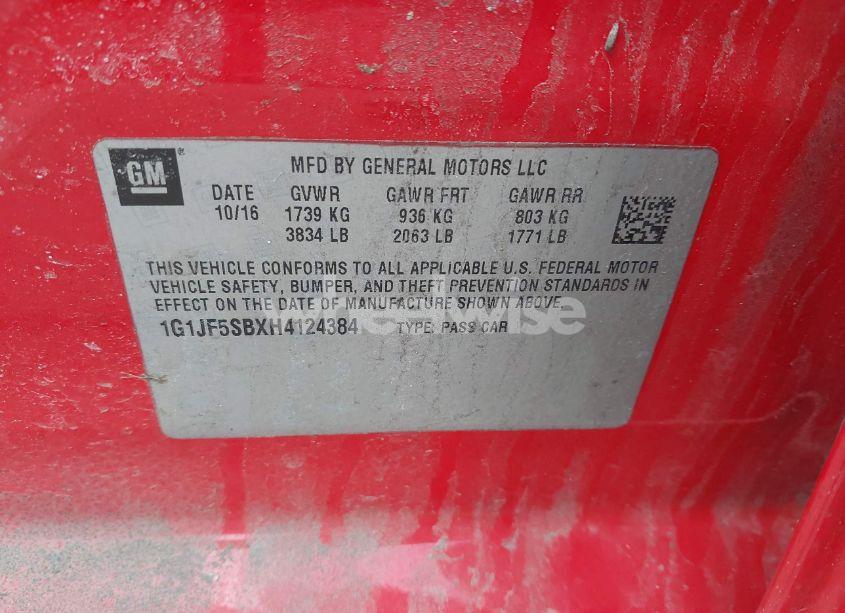 GM ®
MFD BY GENERAL MOTORS LLC
DATE GVWR GAWR FRT GAWR RR
10/16 1739 KG 936 KG 803 KG
3834 LB 2063 LB 1771 LB
THIS VEHICLE CONFORMS TO ALL APPLICABLE U.S. FEDERAL MOTOR
VEHICLE SAFETY, BUMPER, AND THEFT PREVENTION STANDARDS IN
EFFECT ON THE DATE OF MANUFACTURE SHOWN ABOVE.
1G1JF5SBXH4124384 TYPE: PASS CAR
wheelwise